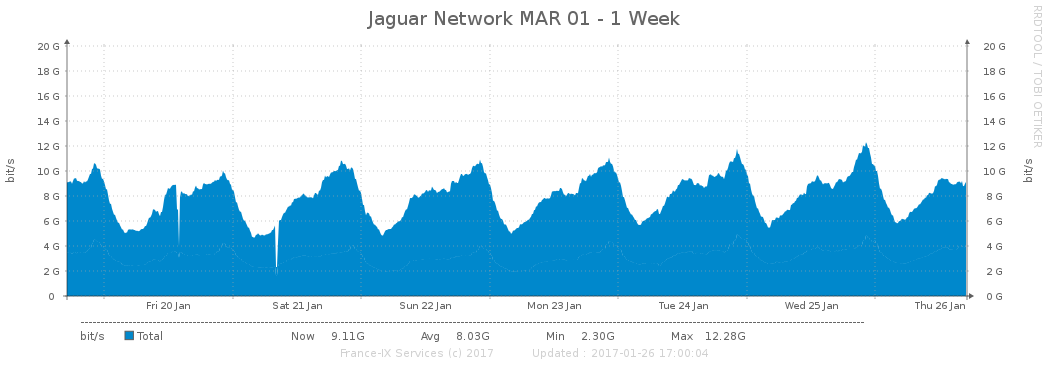 Jaguar Network MAR 01 - 1 Week
RRDTOOL / TOBI OETIKER
bit/s
20 G
18 G
16 G
14 G
12 G
10 G
8 G
6 G
4 G
2 G
0
20 G
18 G
16 G
14 G
12 G
10 G
8 G
6 G
4 G
2 G
0 G
bit/s
Fri 20 Jan Sat 21 Jan Sun 22 Jan Mon 23 Jan Tue 24 Jan Wed 25 Jan Thu 26 Jan
bit/s Total Now 9.11G Avg 8.03G Min 2.30G Max 12.28G
France-IX Services (c) 2017 Updated : 2017-01-26 17:00:04